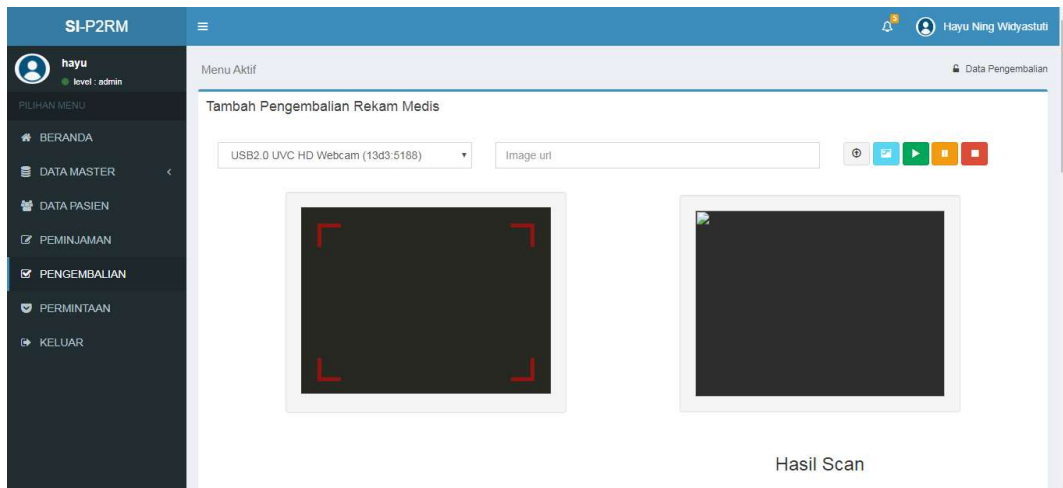 SI-P2RM
5
Hayu Ning Widyastuti
hayu
level : admin
Menu Aktif
Data Pengembalian
PILIHAN MENU
BERANDA
DATA MASTER
DATA PASIEN
PEMINJAMAN
PENGEMBALIAN
PERMINTAAN
KELUAR
Tambah Pengembalian Rekam Medis
USB2.0 UVC HD Webcam (13d3:5188)
Image url
Hasil Scan